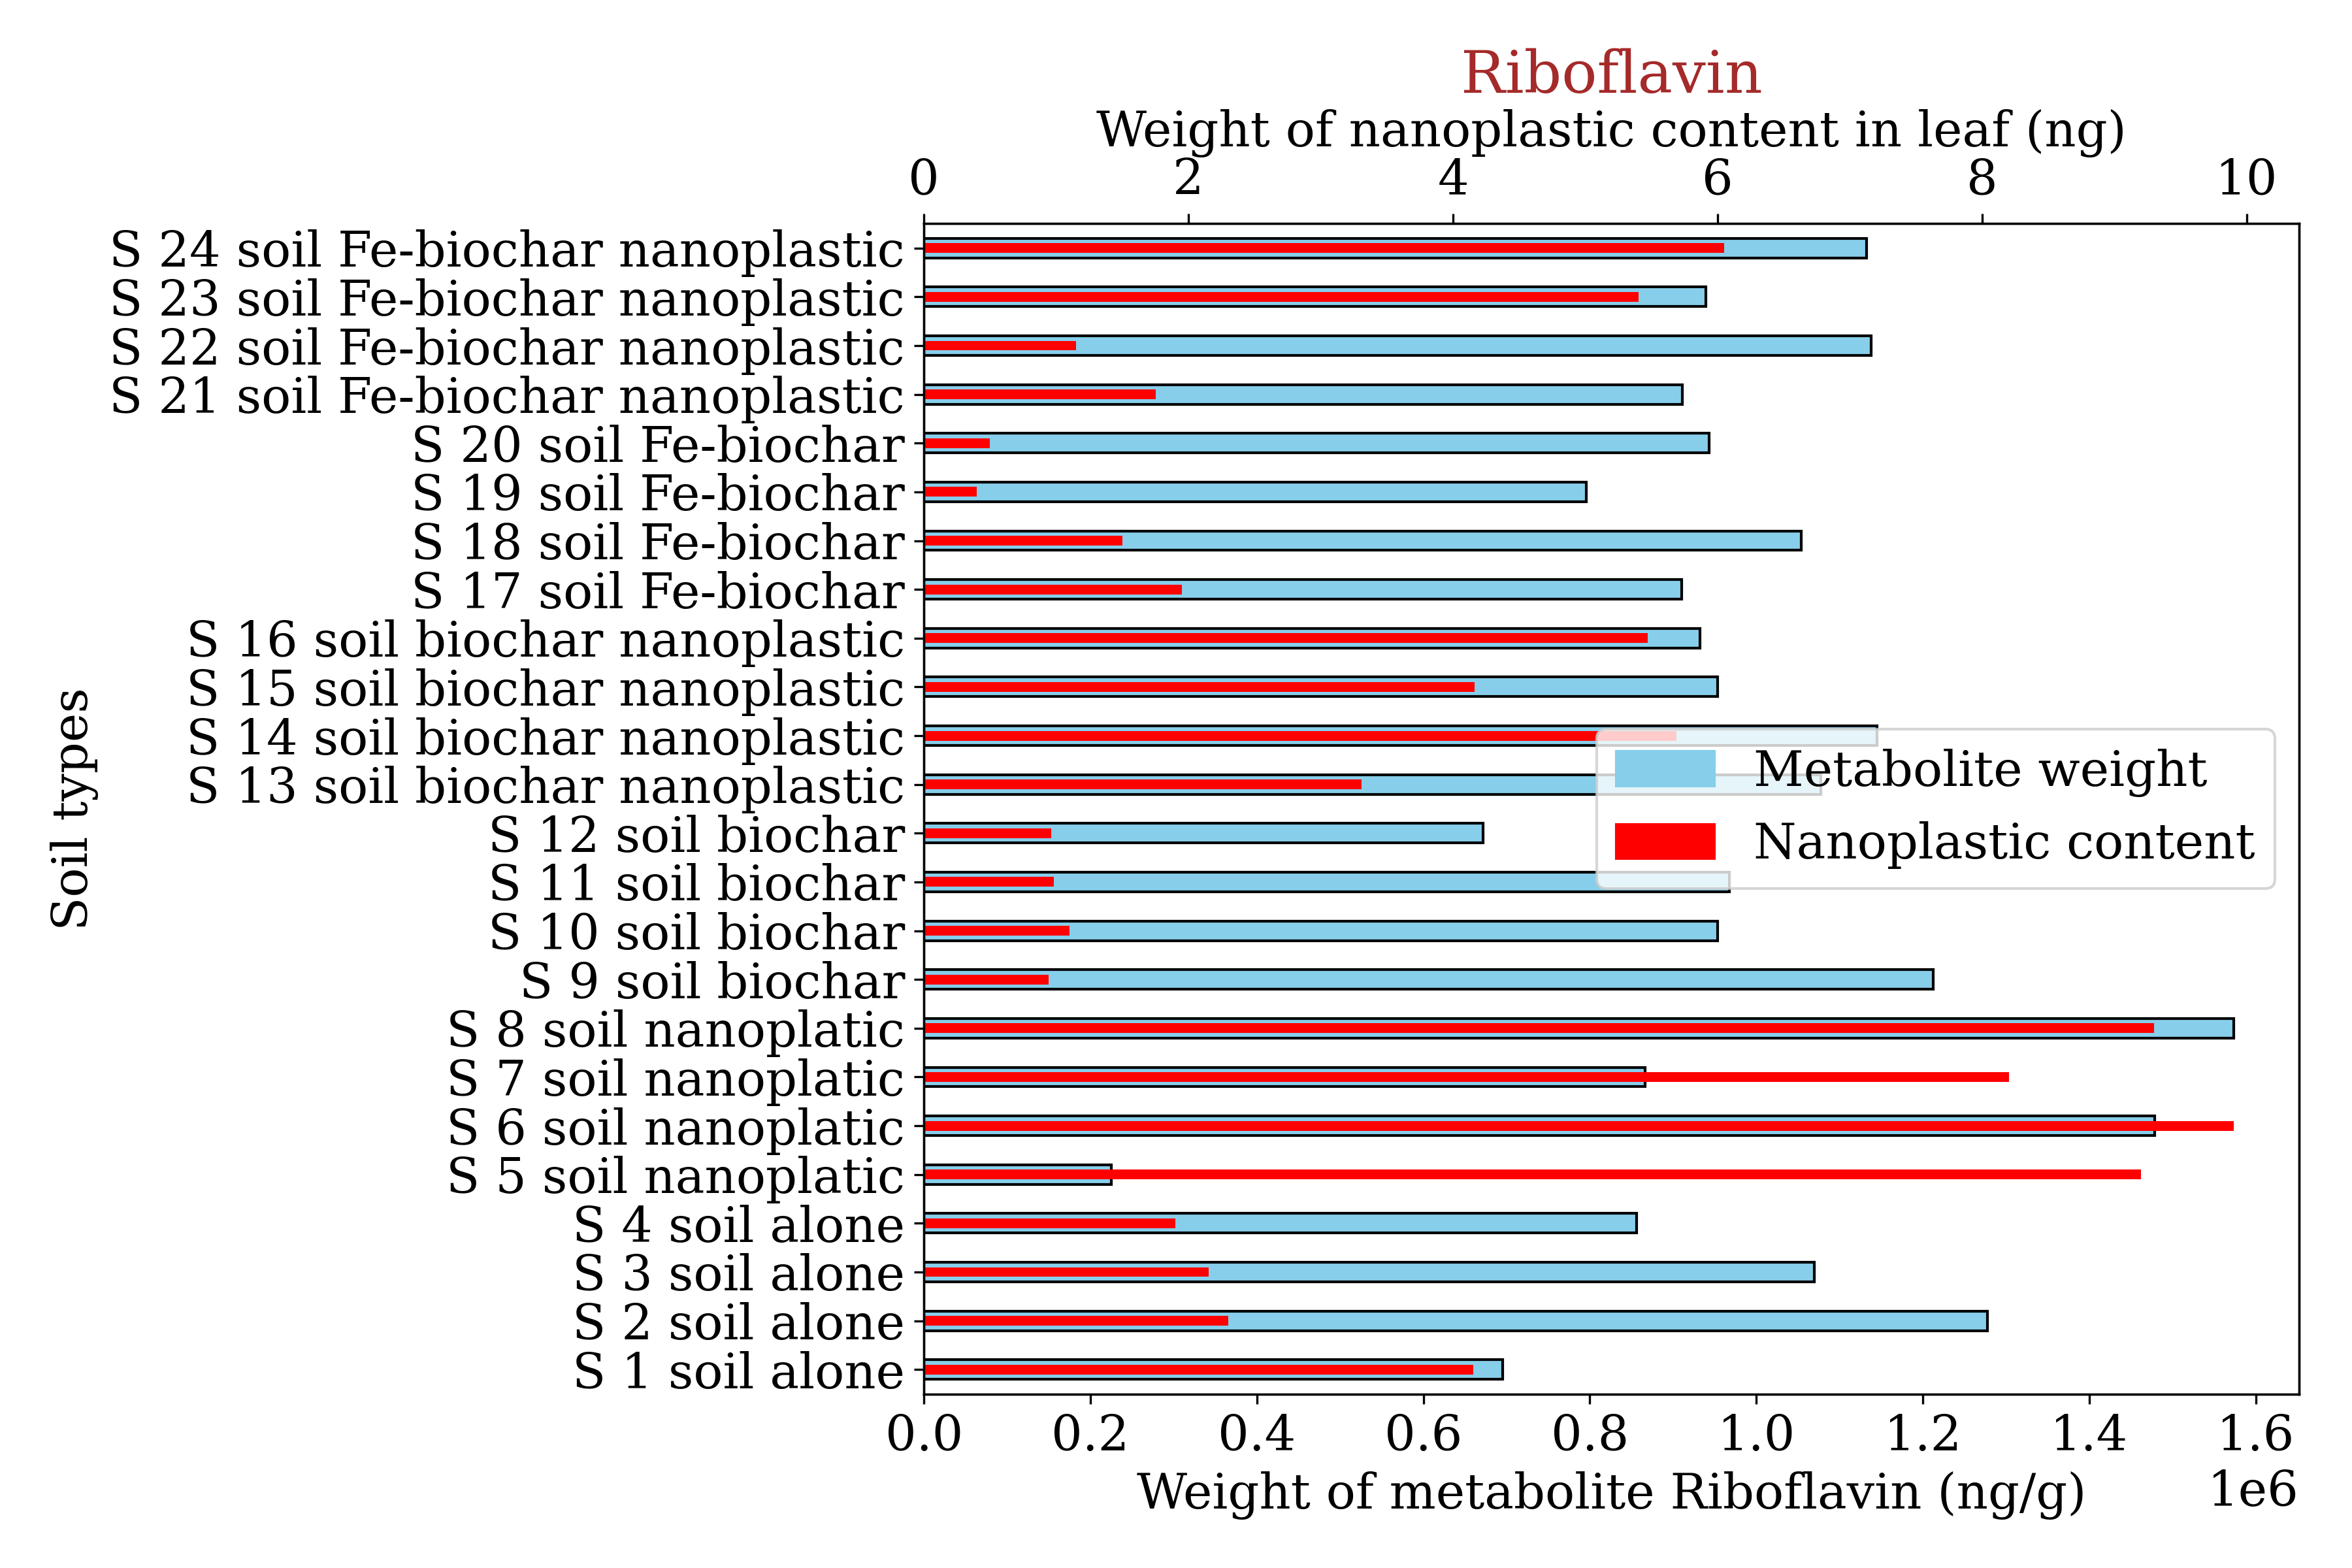 Riboflavin
Weight of nanoplastic content in leaf (ng)
0 2 4 6 8 10
S 24 soil Fe-biochar nanoplastic
S 23 soil Fe-biochar nanoplastic
S 22 soil Fe-biochar nanoplastic
S 21 soil Fe-biochar nanoplastic
S 20 soil Fe-biochar
S 19 soil Fe-biochar
S 18 soil Fe-biochar
S 17 soil Fe-biochar
S 16 soil biochar nanoplastic
S 15 soil biochar nanoplastic
S 14 soil biochar nanoplastic
S 13 soil biochar nanoplastic
S 12 soil biochar
S 11 soil biochar
S 10 soil biochar
S 9 soil biochar
S 8 soil nanoplatic
S 7 soil nanoplatic
S 6 soil nanoplatic
S 5 soil nanoplatic
S 4 soil alone
S 3 soil alone
S 2 soil alone
S 1 soil alone
Soil types
Metabolite weight
Nanoplastic content
0.0 0.2 0.4 0.6 0.8 1.0 1.2 1.4 1.6
1e6
Weight of metabolite Riboflavin (ng/g)